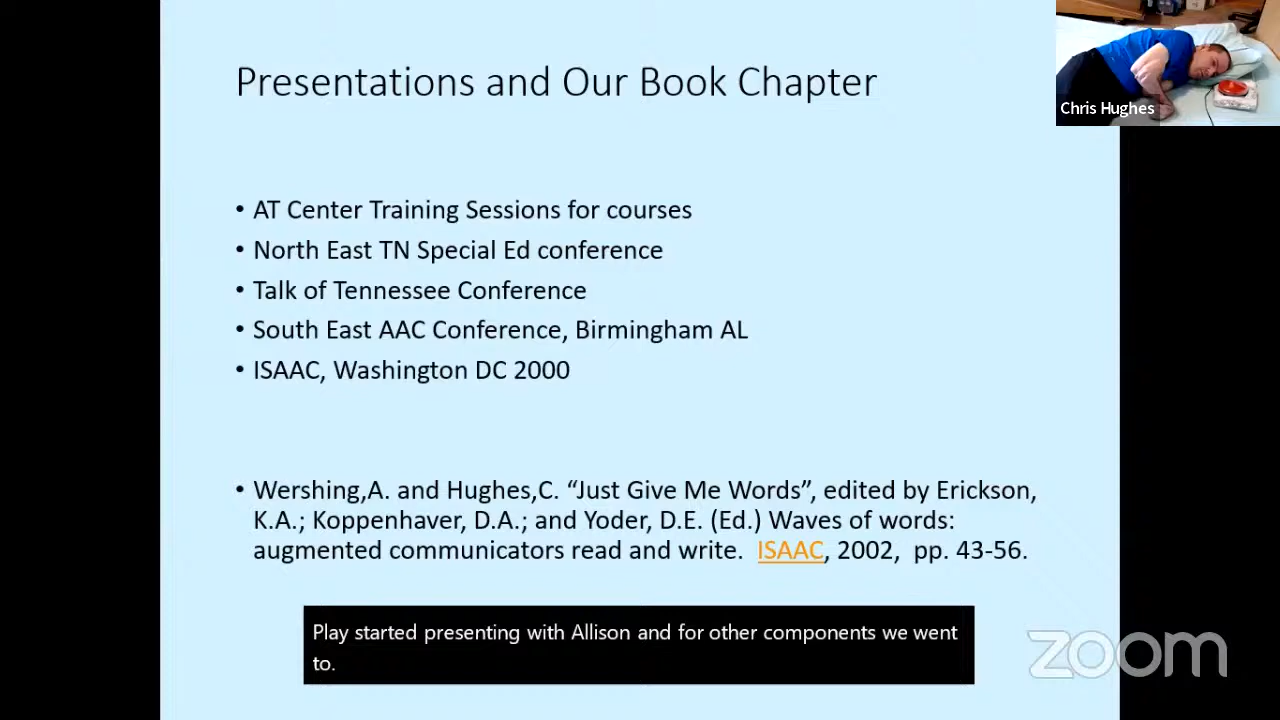 Presentations and Our Book Chapter
Chris Hughes
• AT Center Training Sessions for courses
• North East TN Special Ed conference
• Talk of Tennessee Conference
• South East AAC Conference, Birmingham AL
• ISAAC, Washington DC 2000
• Wershing,A. and Hughes,C. “Just Give Me Words”, edited by Erickson,
K.A.; Koppenhaver, D.A.; and Yoder, D.E. (Ed.) Waves of words:
augmented communicators read and write.  ISAAC, 2002,  pp. 43-56.
Play started presenting with Allison and for other components we went
to.
zoom